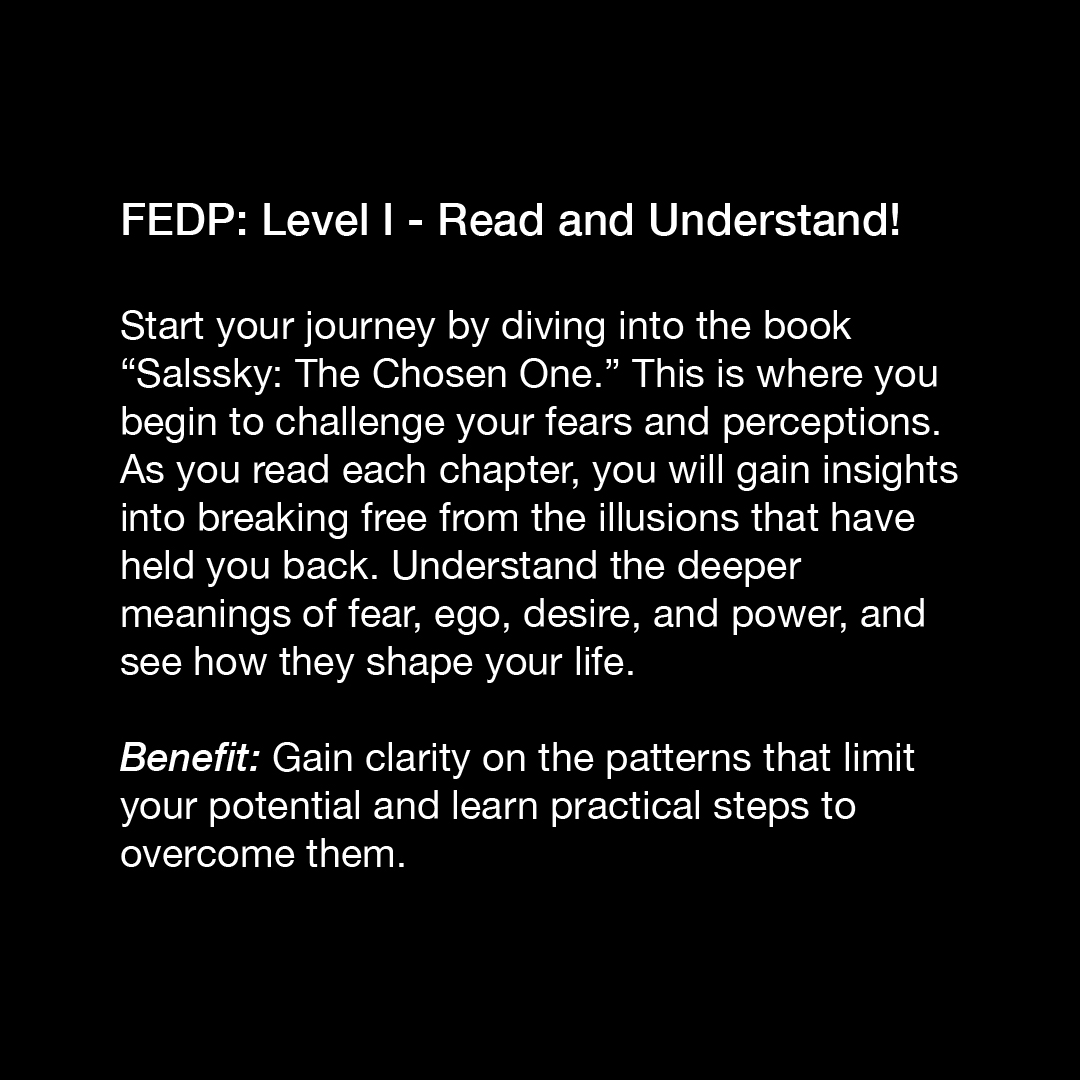 FEDP: Level I - Read and Understand!
Start your journey by diving into the book
“Salssky: The Chosen One.” This is where you
begin to challenge your fears and perceptions.
As you read each chapter, you will gain insights
into breaking free from the illusions that have
held you back. Understand the deeper
meanings of fear, ego, desire, and power, and
see how they shape your life.
Benefit: Gain clarity on the patterns that limit
your potential and learn practical steps to
overcome them.